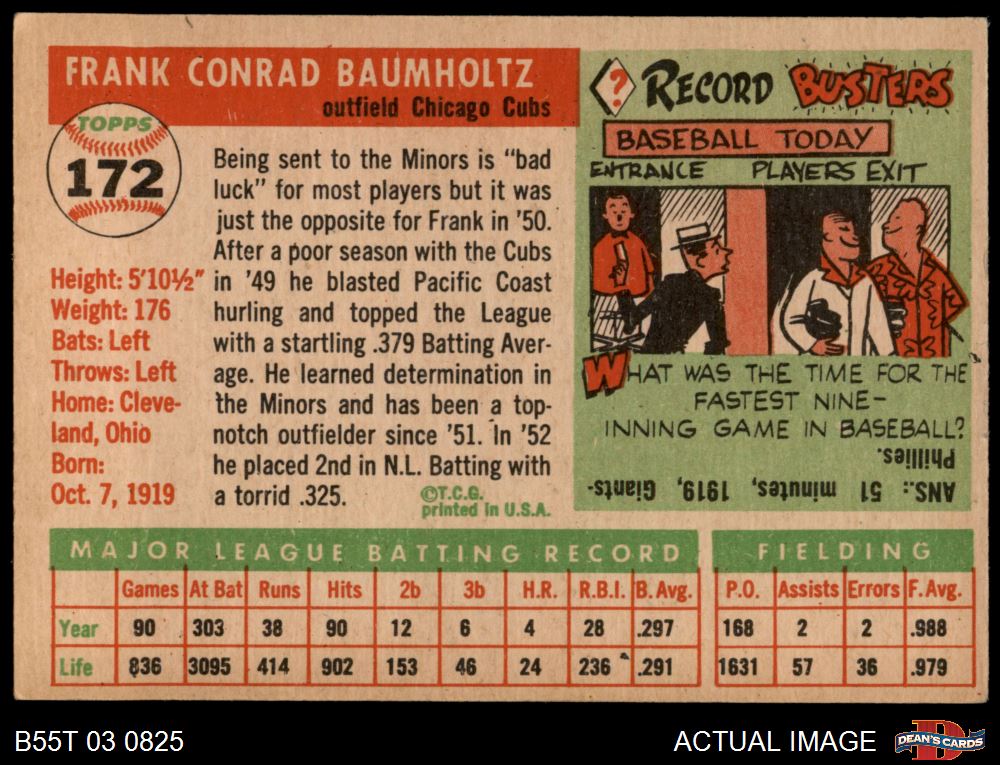 FRANK CONRAD BAUMHOLTZ
outfield Chicago Cubs
TOPPS
172
Height: 5'10½"
Weight: 176
Bats: Left
Throws: Left
Home: Cleve-
land, Ohio
Born:
Oct. 7, 1919
Being sent to the Minors is "bad
luck" for most players but it was
just the opposite for Frank in '50.
After a poor season with the Cubs
in '49 he blasted Pacific Coast
hurling and topped the League
with a startling .379 Batting Aver-
age. He learned determination in
the Minors and has been a top-
notch outfielder since '51. In '52
he placed 2nd in N.L. Batting with
a torrid .325.
©T.C.G.
printed in U.S.A.
? RECORD BUSTERS
BASEBALL TODAY
ENTRANCE PLAYERS EXIT
WHAT WAS THE TIME FOR THE
FASTEST NINE-
INNING GAME IN BASEBALL?
ANS.: 51 minutes, 1919, Giants-
Phillies.
MAJOR LEAGUE BATTING RECORD FIELDING
Games At Bat Runs Hits 2b 3b H.R. R.B.I. B. Avg. P.O. Assists Errors F. Avg.
Year 90 303 38 90 12 6 4 28 .297 168 2 2 .988
Life 836 3095 414 902 153 46 24 236 .291 1631 57 36 .979
B55T 03 0825
ACTUAL IMAGE
DEAN'S CARDS